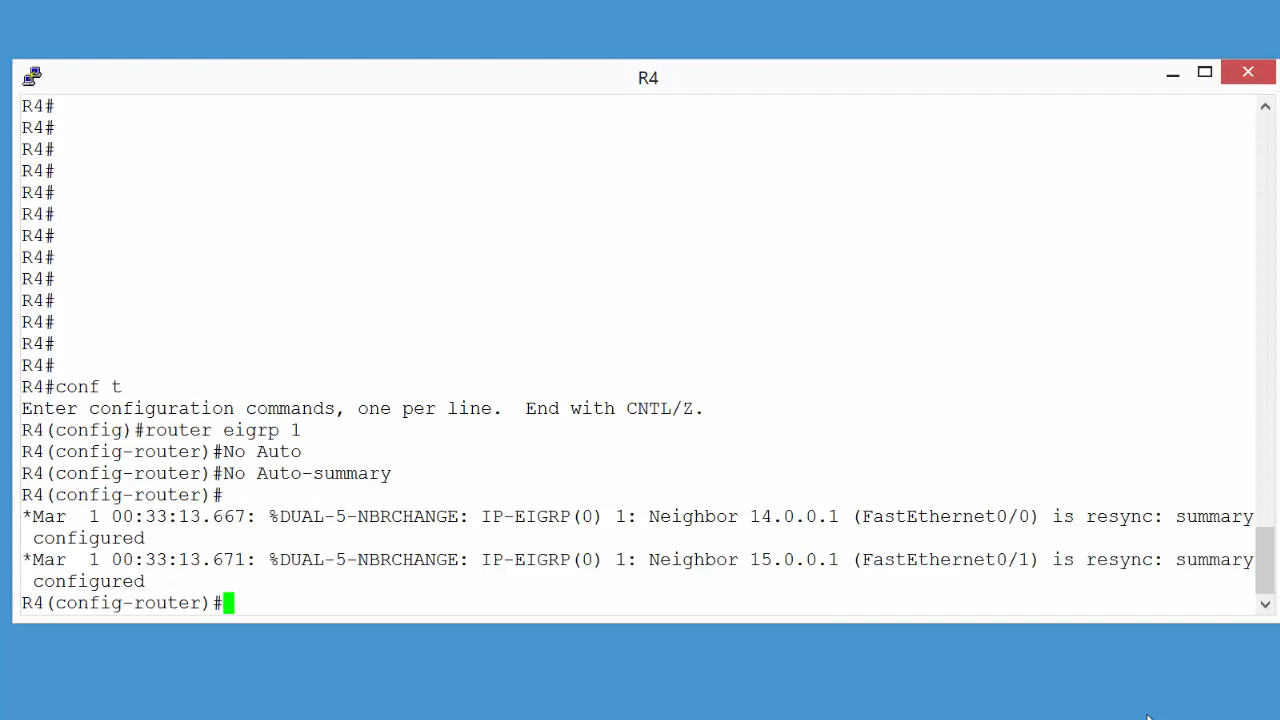 R4
R4#
R4#
R4#
R4#
R4#
R4#
R4#
R4#
R4#
R4#
R4#
R4#
R4#
R4#conf t
Enter configuration commands, one per line.  End with CNTL/Z.
R4(config)#router eigrp 1
R4(config-router)#No Auto
R4(config-router)#No Auto-summary
R4(config-router)#
*Mar  1 00:33:13.667: %DUAL-5-NBRCHANGE: IP-EIGRP(0) 1: Neighbor 14.0.0.1 (FastEthernet0/0) is resync: summary
 configured
*Mar  1 00:33:13.671: %DUAL-5-NBRCHANGE: IP-EIGRP(0) 1: Neighbor 15.0.0.1 (FastEthernet0/1) is resync: summary
 configured
R4(config-router)#